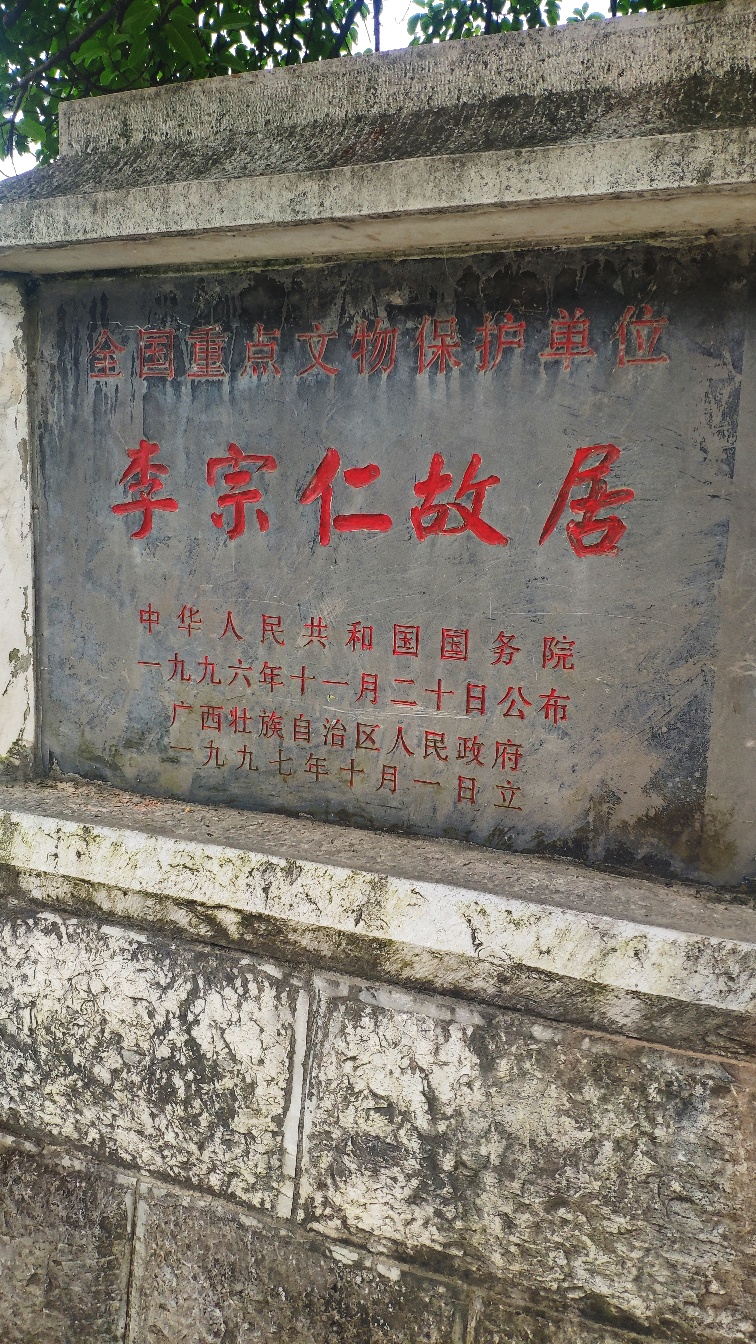 全国重点文物保护单位
李宗仁故居
中华人民共和国国务院
一九九六年十一月二十日公布
广西壮族自治区人民政府
一九九七年十月一日立